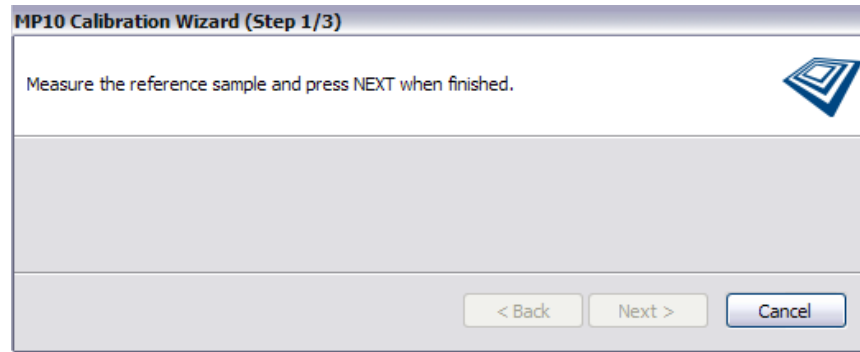 MP10 Calibration Wizard (Step 1/3)
Measure the reference sample and press NEXT when finished.
< Back Next > Cancel